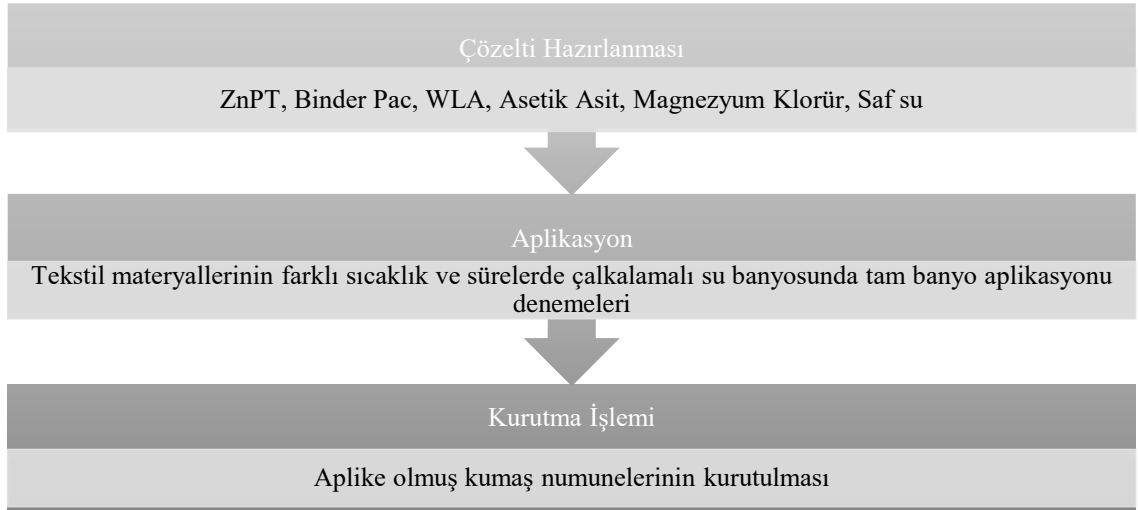 Çözelti Hazırlanması
ZnPT, Binder Pac, WLA, Asetik Asit, Magnezyum Klorür, Saf su
Aplikasyon
Tekstil materyallerinin farklı sıcaklık ve sürelerde çalkalamalı su banyosunda tam banyo aplikasyonu
denemeleri
Kurutma İşlemi
Aplike olmuş kumaş numunelerinin kurutulması